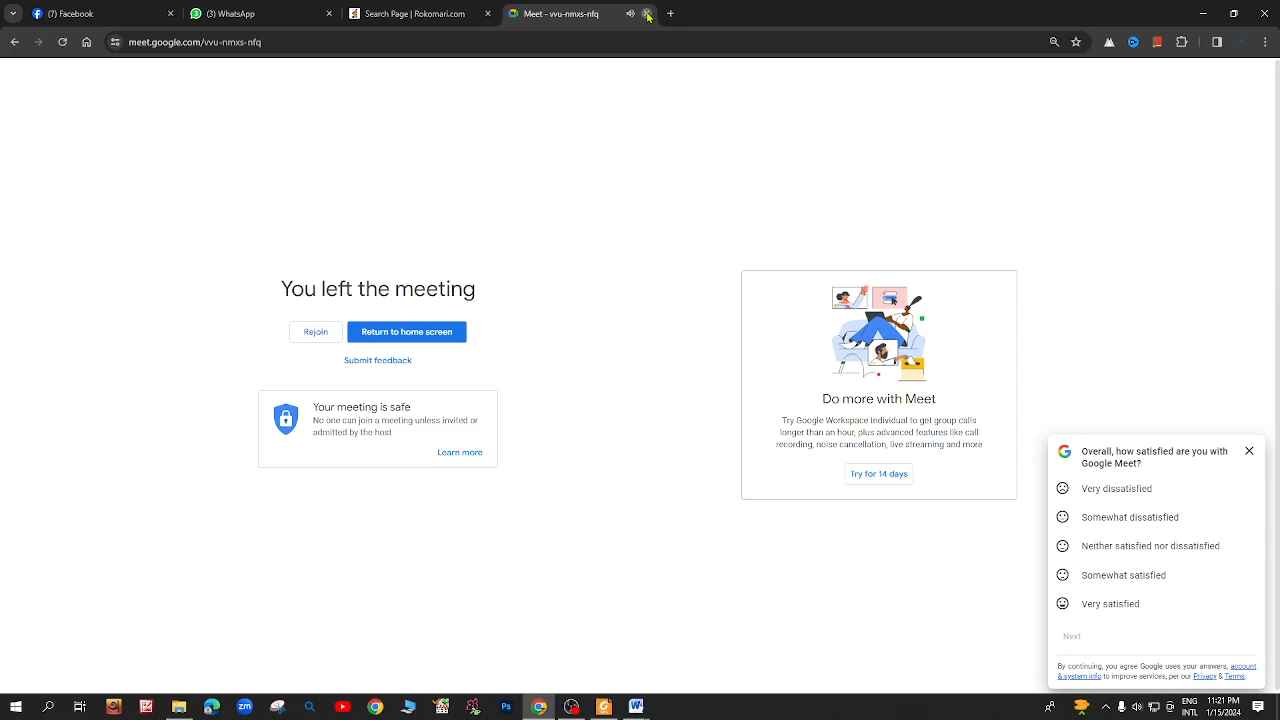 (7) Facebook
(3) WhatsApp
Search Page | Rokomari.com
Meet - vvu-nmxs-nfq
meet.google.com/vvu-nmxs-nfq
You left the meeting
Rejoin
Return to home screen
Submit feedback
Your meeting is safe
No one can join a meeting unless invited or
admitted by the host
Learn more
Do more with Meet
Try Google Workspace Individual to get group calls
longer than an hour, plus advanced features like call
recording, noise cancellation, live streaming and more
Try for 14 days
Overall, how satisfied are you with
Google Meet?
Very dissatisfied
Somewhat dissatisfied
Neither satisfied nor dissatisfied
Somewhat satisfied
Very satisfied
Next
By continuing, you agree Google uses your answers, account
& system info to improve services, per our Privacy & Terms.
zm
Ps
W
ENG
INTL
11:21 PM
1/15/2024